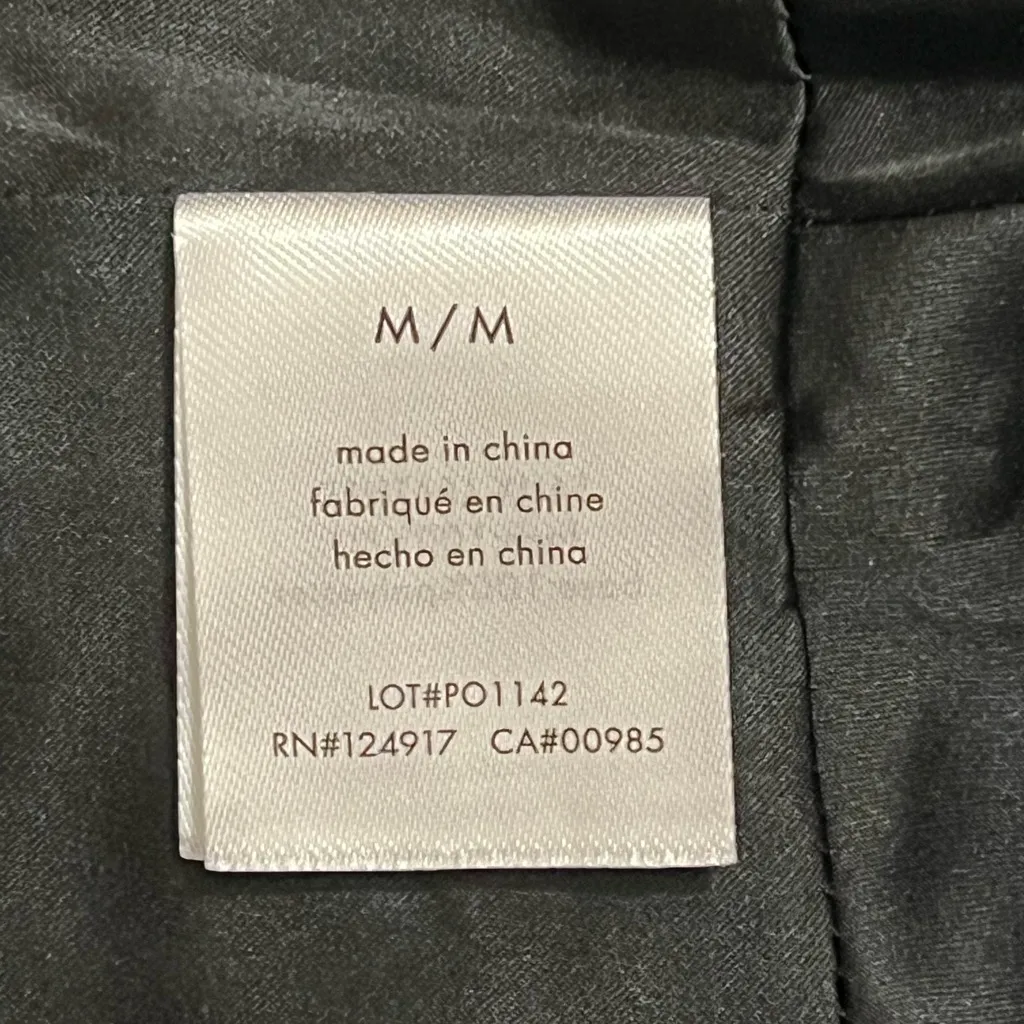 M/M
made in china
fabriqué en chine
hecho en china
LOT#PO1142
RN#124917 CA#00985